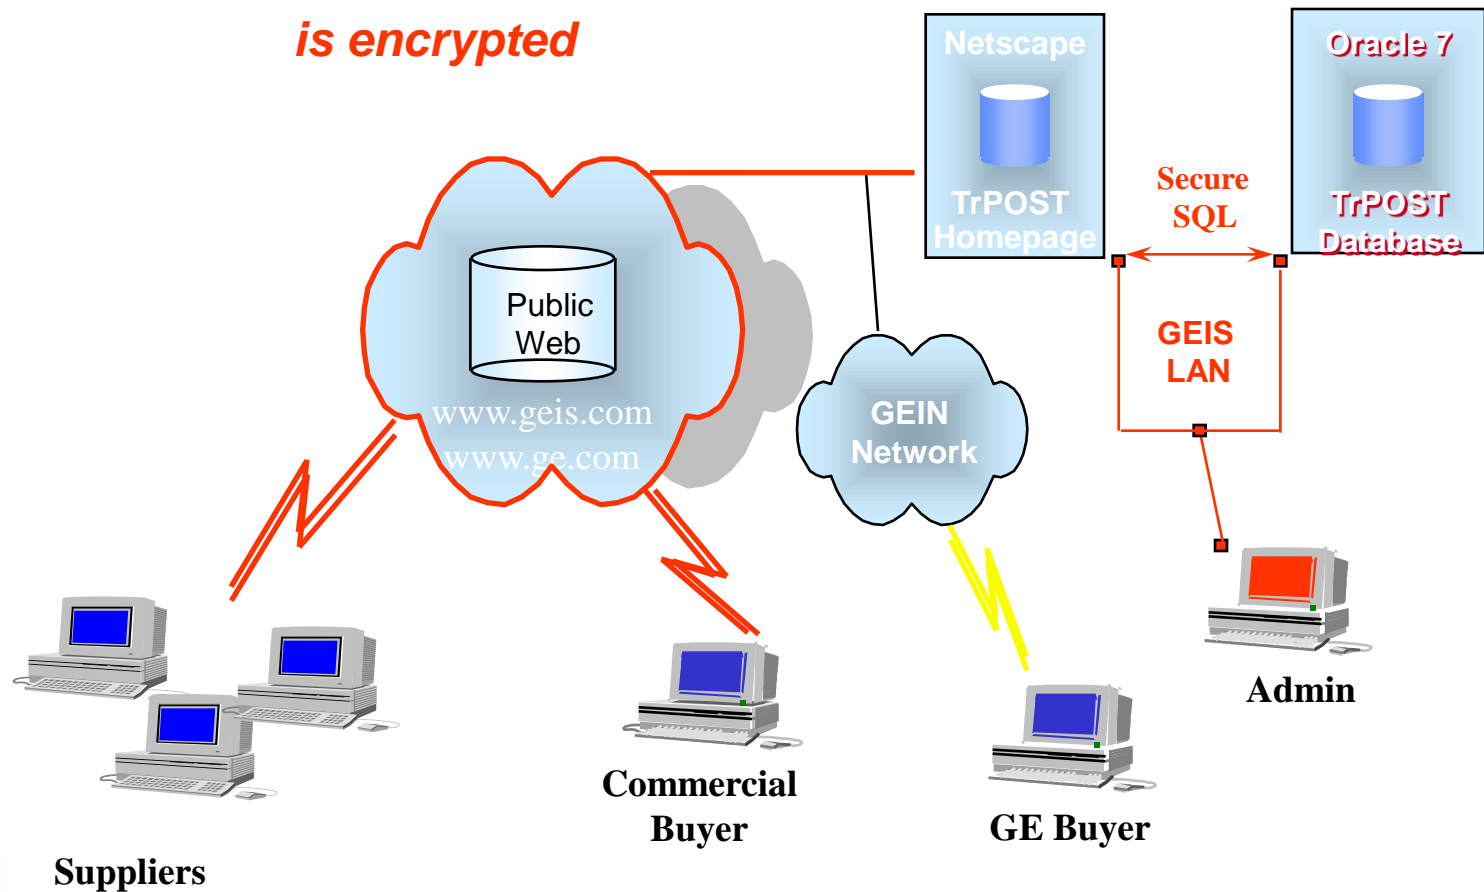 is encrypted
Netscape
TrPOST
Homepage
Oracle 7
TrPOST
Database
Secure
SQL
Public
Web
www.geis.com
www.ge.com
GEIN
Network
GEIS
LAN
Admin
Commercial
Buyer
GE Buyer
Suppliers